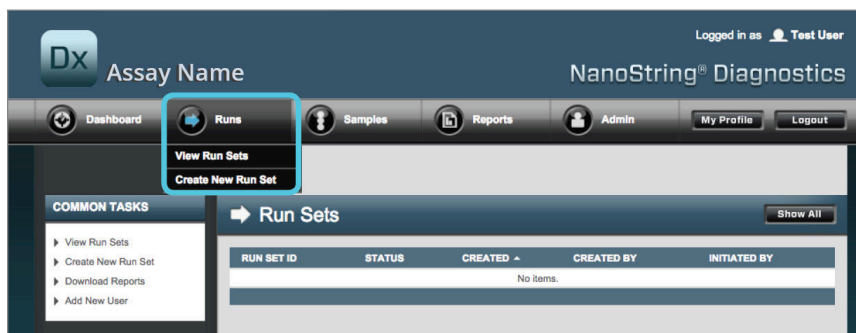 Logged in as Test User
Dx Assay Name
NanoString® Diagnostics
Dashboard Runs Samples Reports Admin My Profile Logout
View Run Sets
Create New Run Set
COMMON TASKS
View Run Sets
Create New Run Set
Download Reports
Add New User
Run Sets Show All
RUN SET ID STATUS CREATED CREATED BY INITIATED BY
No items.